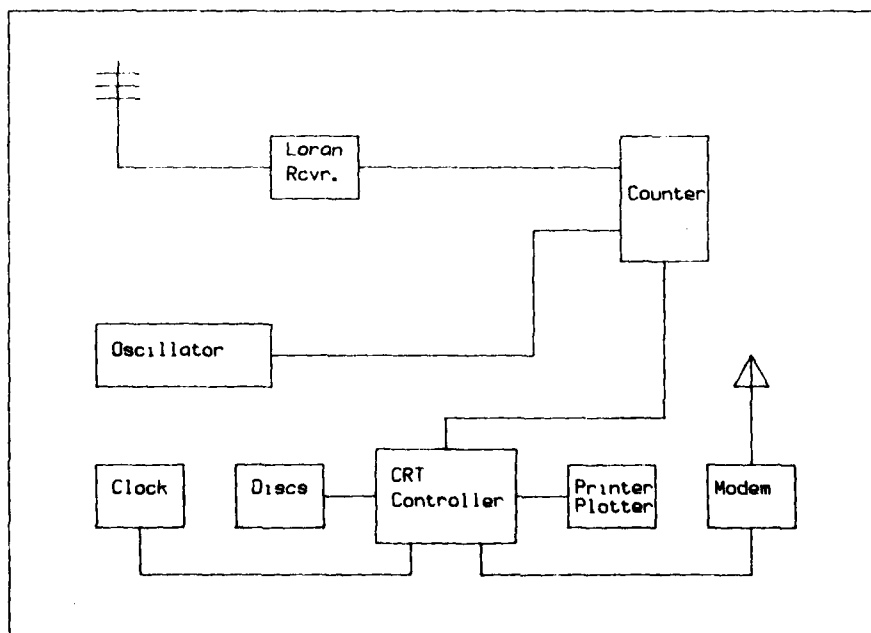 Loran
Rcvr.
Counter
Oscillator
Clock
Discs
CRT
Controller
Printer
Plotter
Modem